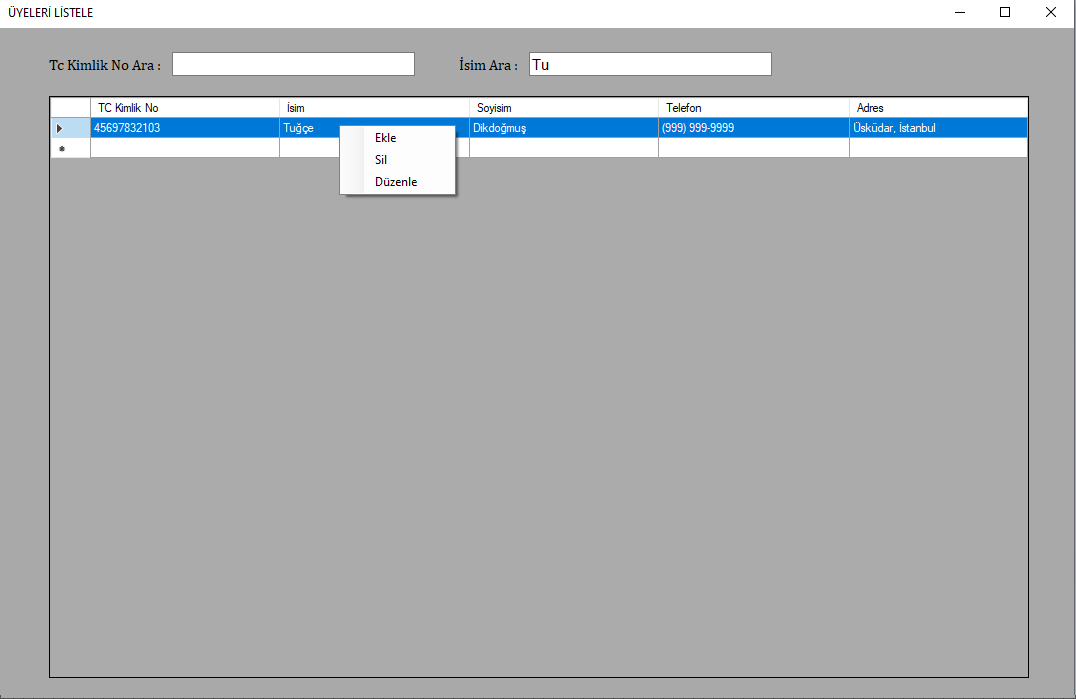 ÜYELERİ LİSTELE
Tc Kimlik No Ara : İsim Ara : Tu
TC Kimlik No İsim Soyisim Telefon Adres
45697832103 Tuğçe Dikdoğmuş (999) 999-9999 Üsküdar, İstanbul
Ekle
Sil
Düzenle